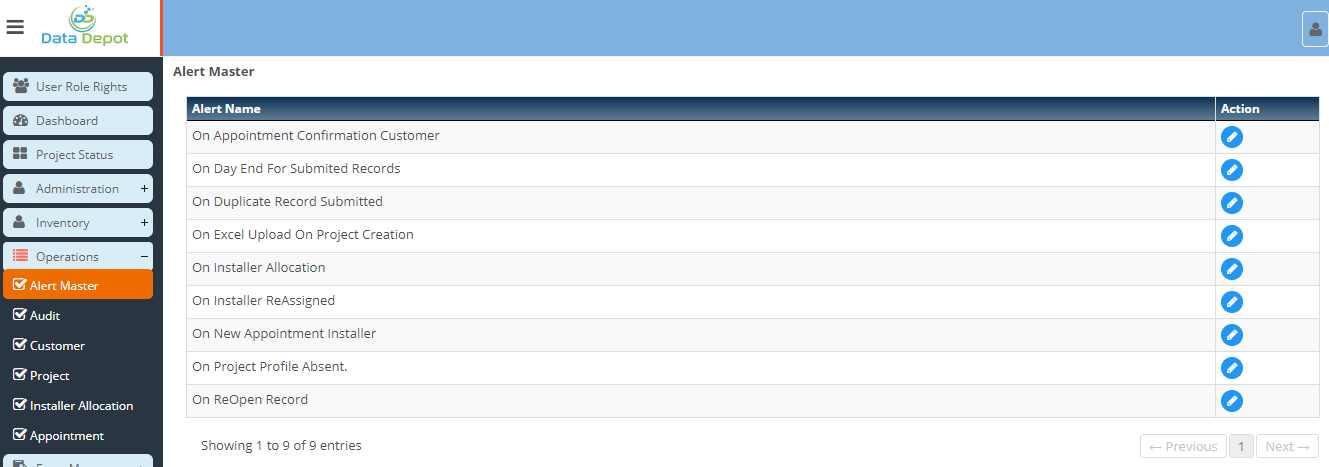 Data Depot
User Role Rights
Dashboard
Project Status
Administration +
Inventory +
Operations −
Alert Master
Audit
Customer
Project
Installer Allocation
Appointment
Alert Master
Alert Name Action
On Appointment Confirmation Customer
On Day End For Submited Records
On Duplicate Record Submitted
On Excel Upload On Project Creation
On Installer Allocation
On Installer ReAssigned
On New Appointment Installer
On Project Profile Absent.
On ReOpen Record
Showing 1 to 9 of 9 entries
← Previous 1 Next →